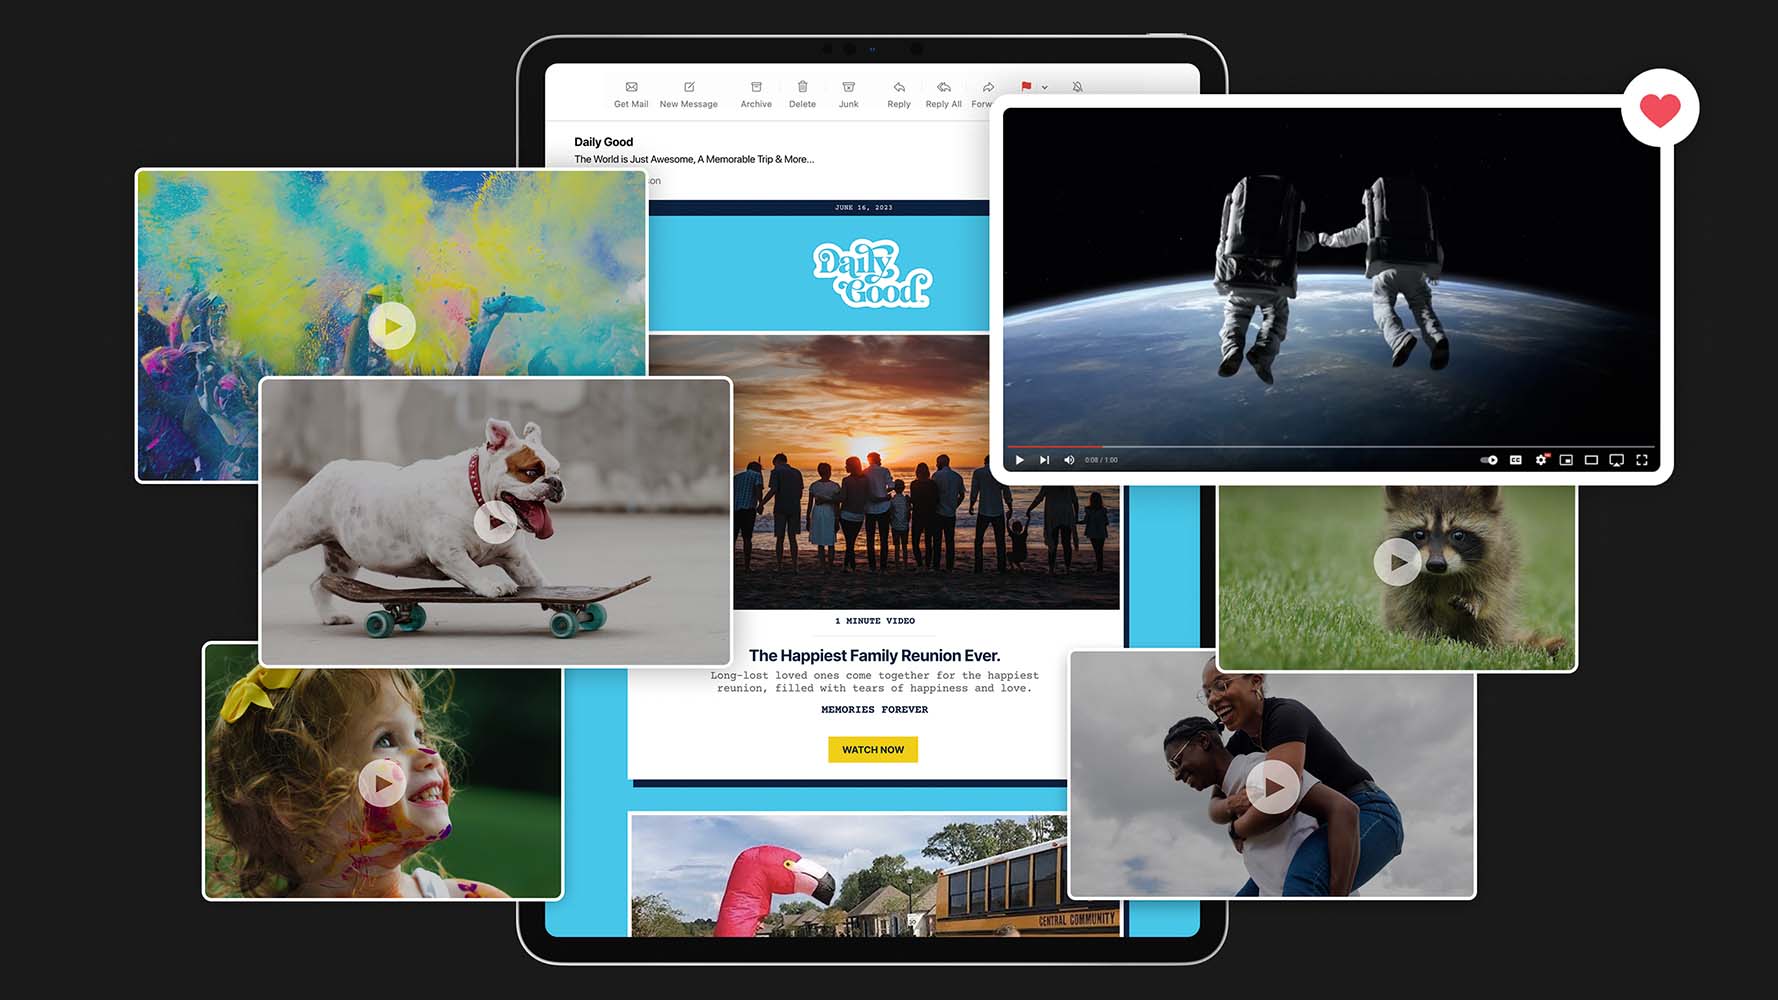 Get Mail New Message Archive Delete Junk Reply Reply All
Daily Good
The World is Just Awesome, A Memorable Trip & More...
JUNE 16, 2023
Daily
Good
0:08 / 1:00
1 MINUTE VIDEO
The Happiest Family Reunion Ever.
Long-lost loved ones come together for the happiest
reunion, filled with tears of happiness and love.
MEMORIES FOREVER
WATCH NOW
CENTRAL COMMUNITY